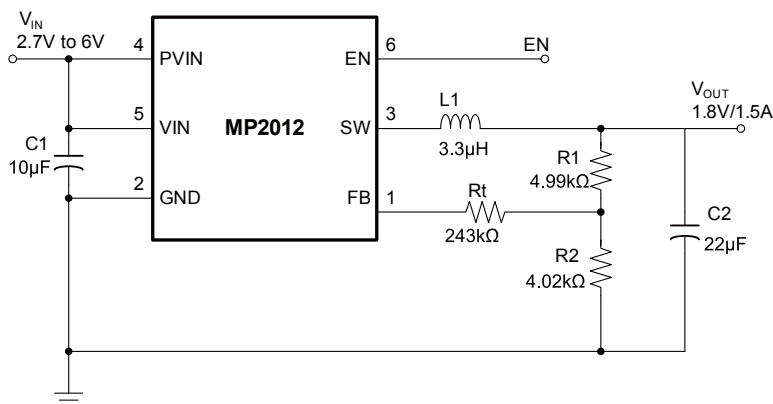 VIN
2.7V to 6V
4
PVIN
5
VIN
2
GND
MP2012
EN
6
EN
SW
3
FB
1
C1
10µF
L1
3.3µH
Rt
243kΩ
R1
4.99kΩ
R2
4.02kΩ
VOUT
1.8V/1.5A
C2
22µF